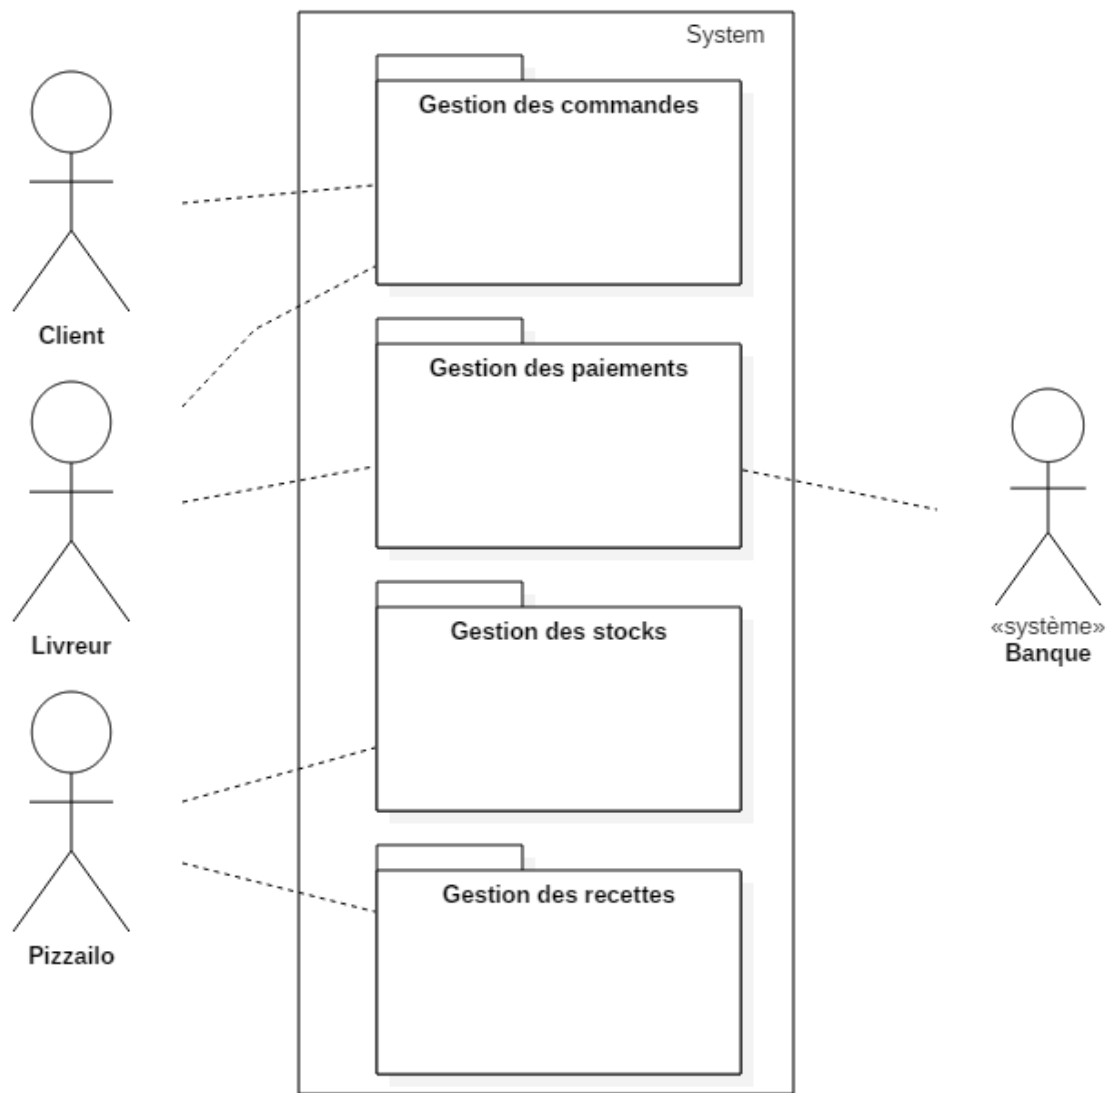 System
Gestion des commandes
Client
Gestion des paiements
Livreur
«système»
Banque
Gestion des stocks
Pizzailo
Gestion des recettes